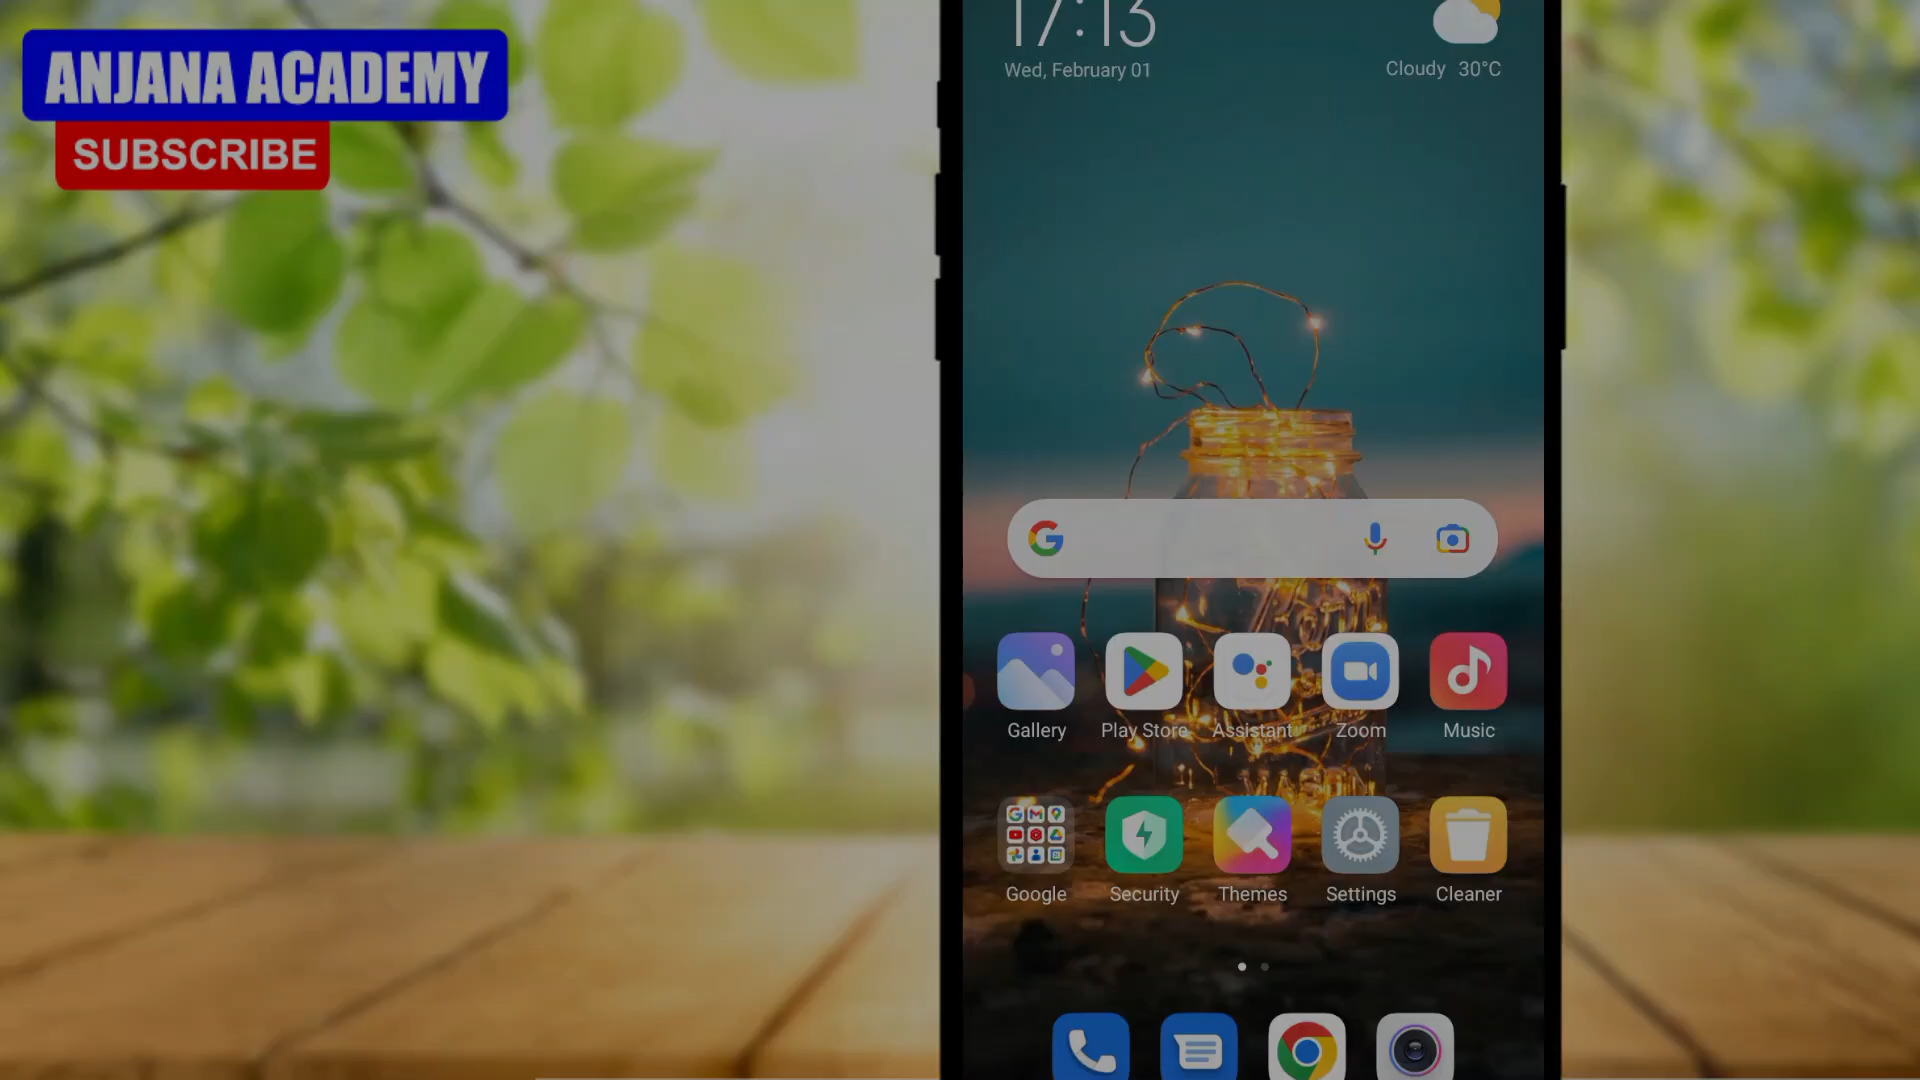 ANJANA ACADEMY
SUBSCRIBE
17:13
Wed, February 01
Cloudy 30°C
Gallery
Play Store
Assistant
Zoom
Music
Google
Security
Themes
Settings
Cleaner